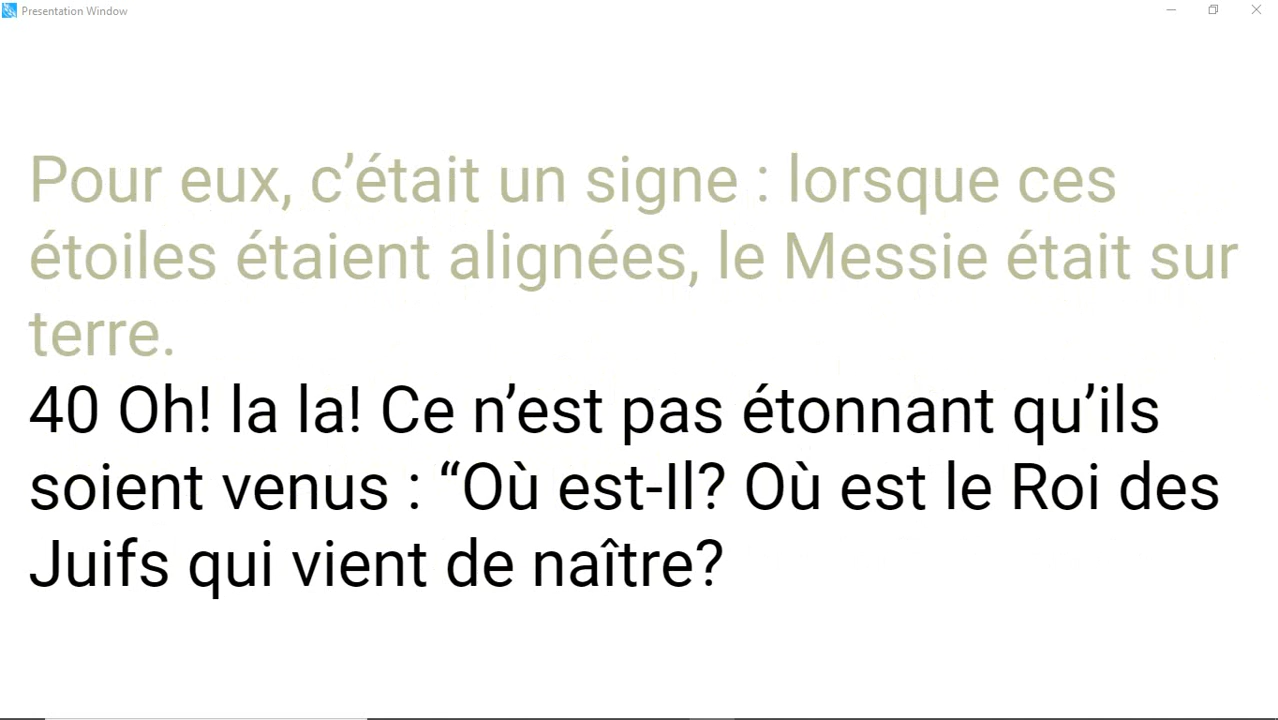 Presentation Window
Pour eux, c’était un signe : lorsque ces
étoiles étaient alignées, le Messie était sur
terre.
40 Oh! la la! Ce n’est pas étonnant qu’ils
soient venus : “Où est-Il? Où est le Roi des
Juifs qui vient de naître?